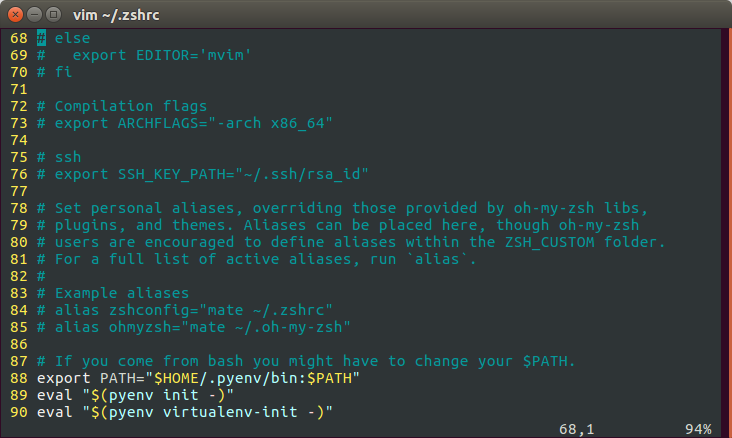 vim ~/.zshrc
68 # else
69 #   export EDITOR='mvim'
70 # fi
71
72 # Compilation flags
73 # export ARCHFLAGS="-arch x86_64"
74
75 # ssh
76 # export SSH_KEY_PATH="~/.ssh/rsa_id"
77
78 # Set personal aliases, overriding those provided by oh-my-zsh libs,
79 # plugins, and themes. Aliases can be placed here, though oh-my-zsh
80 # users are encouraged to define aliases within the ZSH_CUSTOM folder.
81 # For a full list of active aliases, run `alias`.
82 #
83 # Example aliases
84 # alias zshconfig="mate ~/.zshrc"
85 # alias ohmyzsh="mate ~/.oh-my-zsh"
86
87 # If you come from bash you might have to change your $PATH.
88 export PATH="$HOME/.pyenv/bin:$PATH"
89 eval "$(pyenv init -)"
90 eval "$(pyenv virtualenv-init -)"
68,1 94%